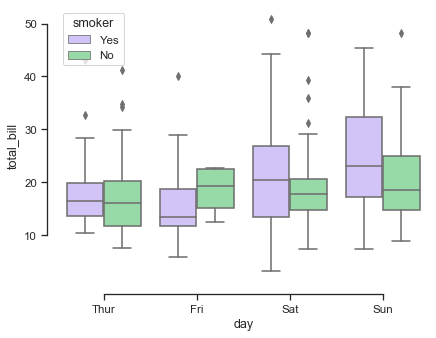 smoker
Yes
No
50
40
30
20
10
total_bill
Thur
Fri
Sat
Sun
day